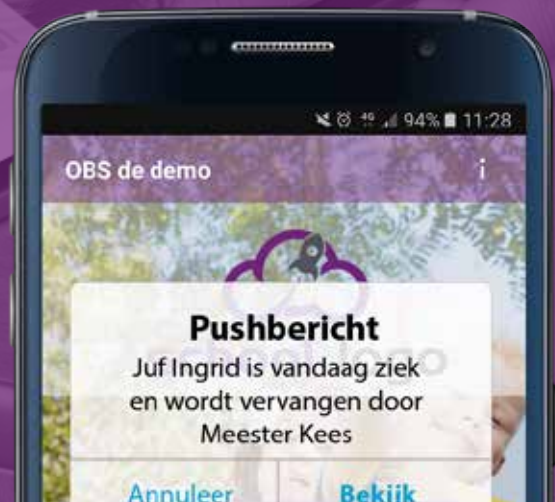 4G 94% 11:28
OBS de demo
Pushbericht
Juf Ingrid is vandaag ziek
en wordt vervangen door
Meester Kees
Annuleer Bekijk